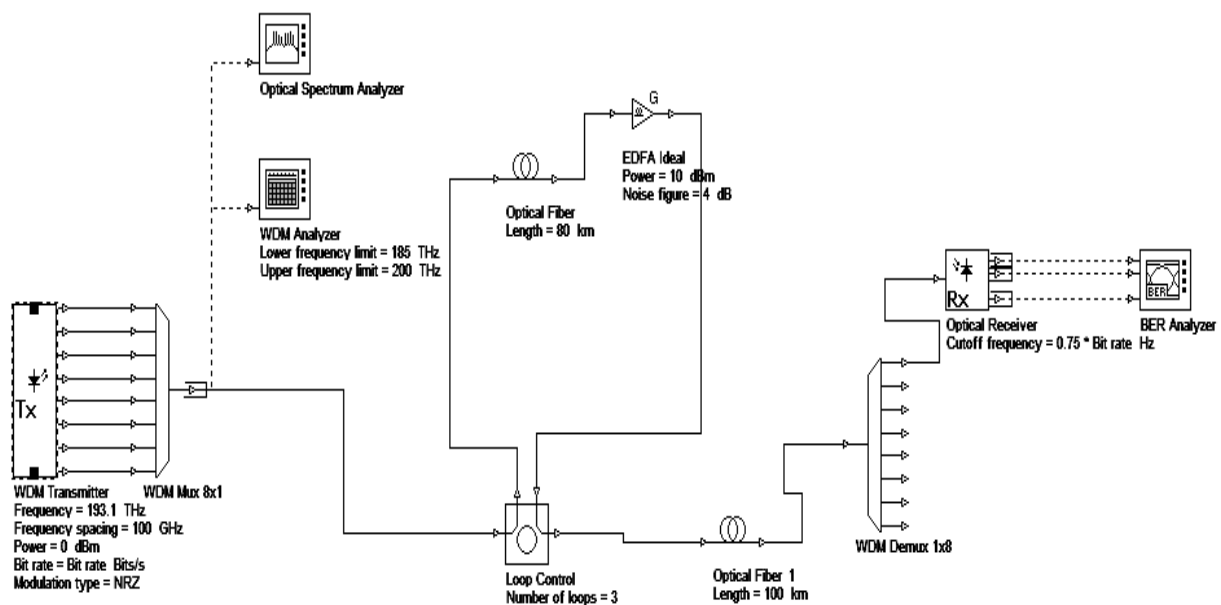 Optical Spectrum Analyzer
WDM Analyzer
Lower frequency limit = 185 THz
Upper frequency limit = 200 THz
G
EDFA Ideal
Power = 10 dBm
Noise figure = 4 dB
Optical Fiber
Length = 80 km
Tx
WDM Transmitter
Frequency = 193.1 THz
Frequency spacing = 100 GHz
Power = 0 dBm
Bit rate = Bit rate Bits/s
Modulation type = NRZ
WDM Mux 8x1
Loop Control
Number of loops = 3
Optical Fiber 1
Length = 100 km
WDM Demux 1x8
Rx
Optical Receiver
Cutoff frequency = 0.75 * Bit rate Hz
BER
BER Analyzer